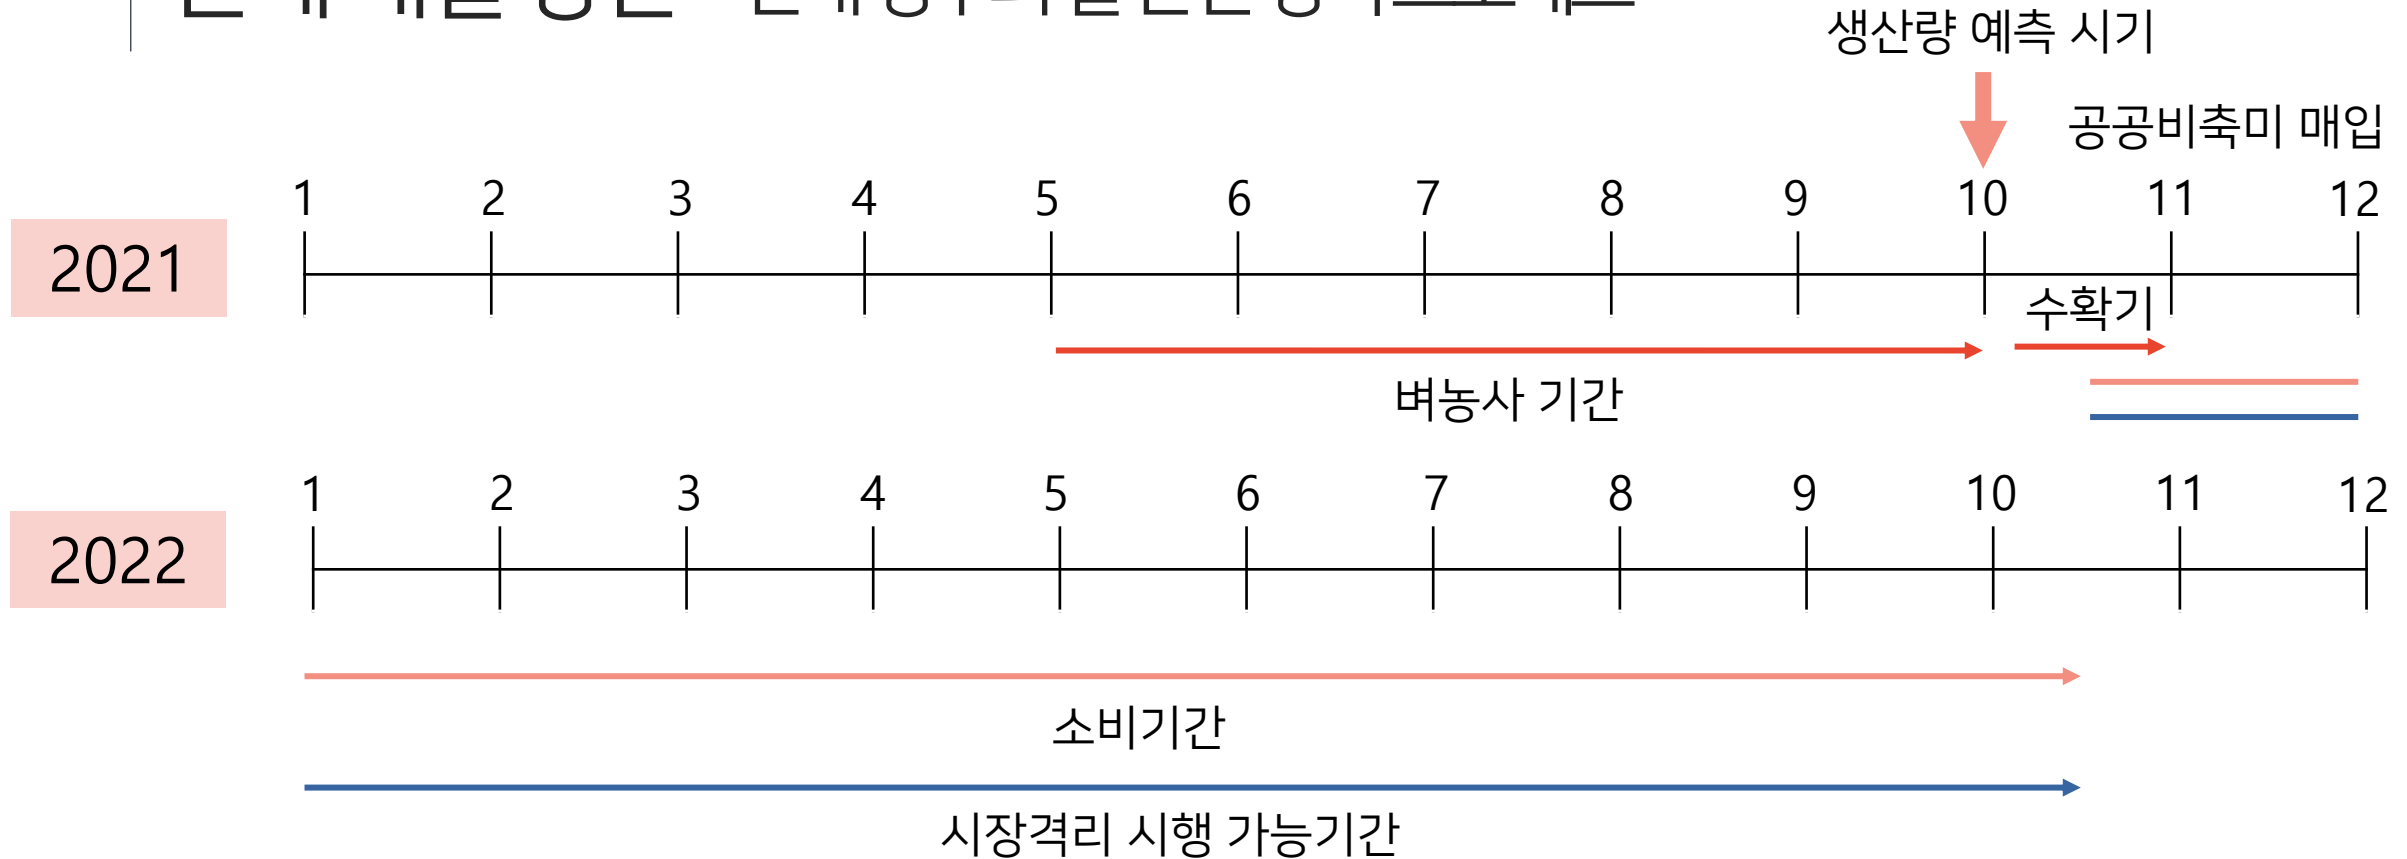 생산량 예측 시기
공공비축미 매입
1 2 3 4 5 6 7 8 9 10 11 12
2021
수확기
벼농사 기간
1 2 3 4 5 6 7 8 9 10 11 12
2022
소비기간
시장격리 시행 가능기간